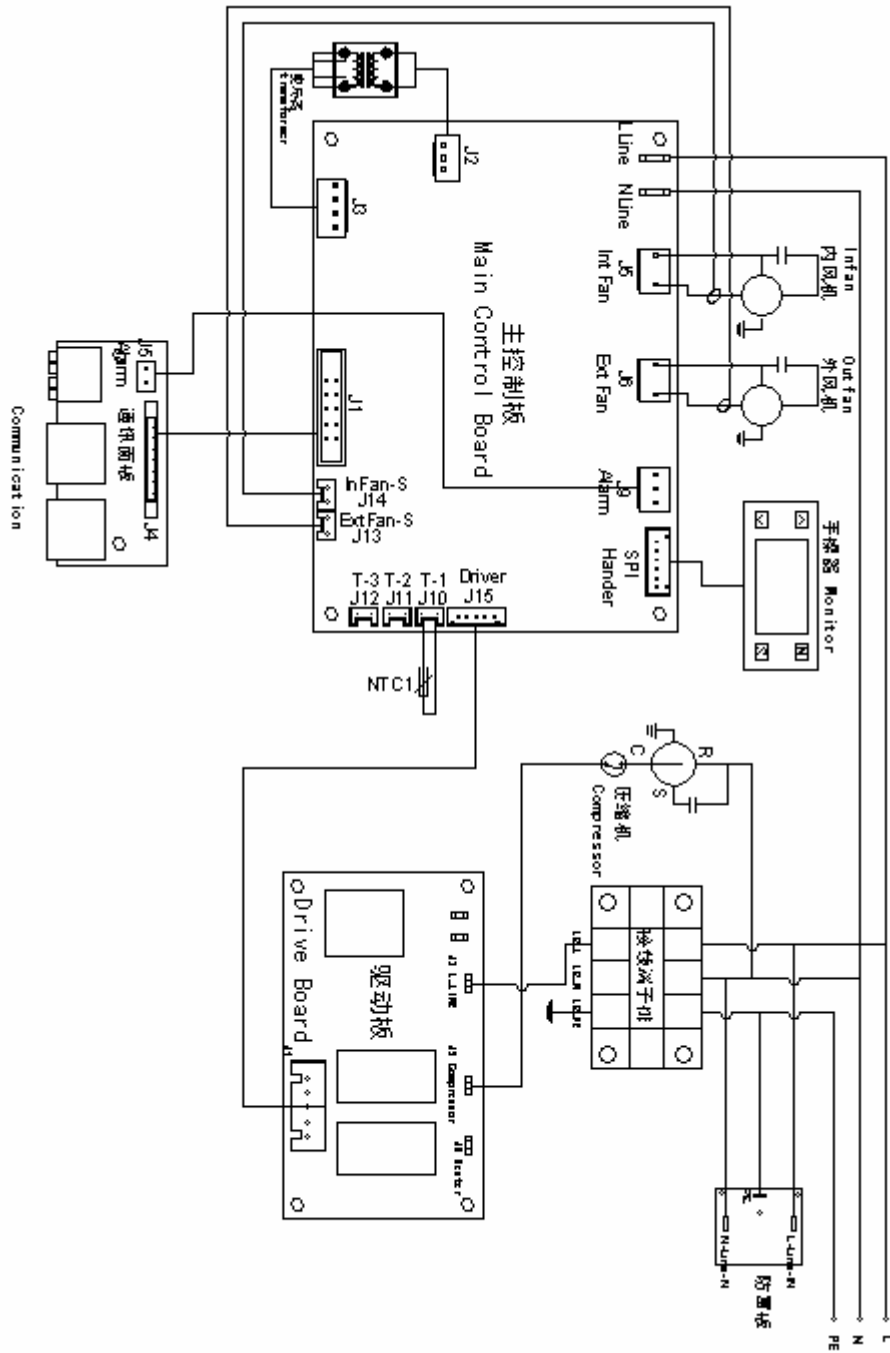 变压器
transformer
J2
J3
L Line
N Line
Main Control Board
主控制板
J5
Int Fan
Infan
内风机
J6
Ext Fan
Outfan
外风机
J5
Alarm
通讯面板
J4
Communication
J1
InFan-S
J14
ExtFan-S
J13
J9
Alarm
SPI
Hander
手操器 Monitor
T-3
J12
T-2
J11
T-1
J10
Driver
J15
NTC1
C
R
S
压缩机
Compressor
接线端子排
Drive Board
驱动板
J1
J3 Compressor
防雷板
PE
L-Line-IN
N-Line-N
PE
N
L